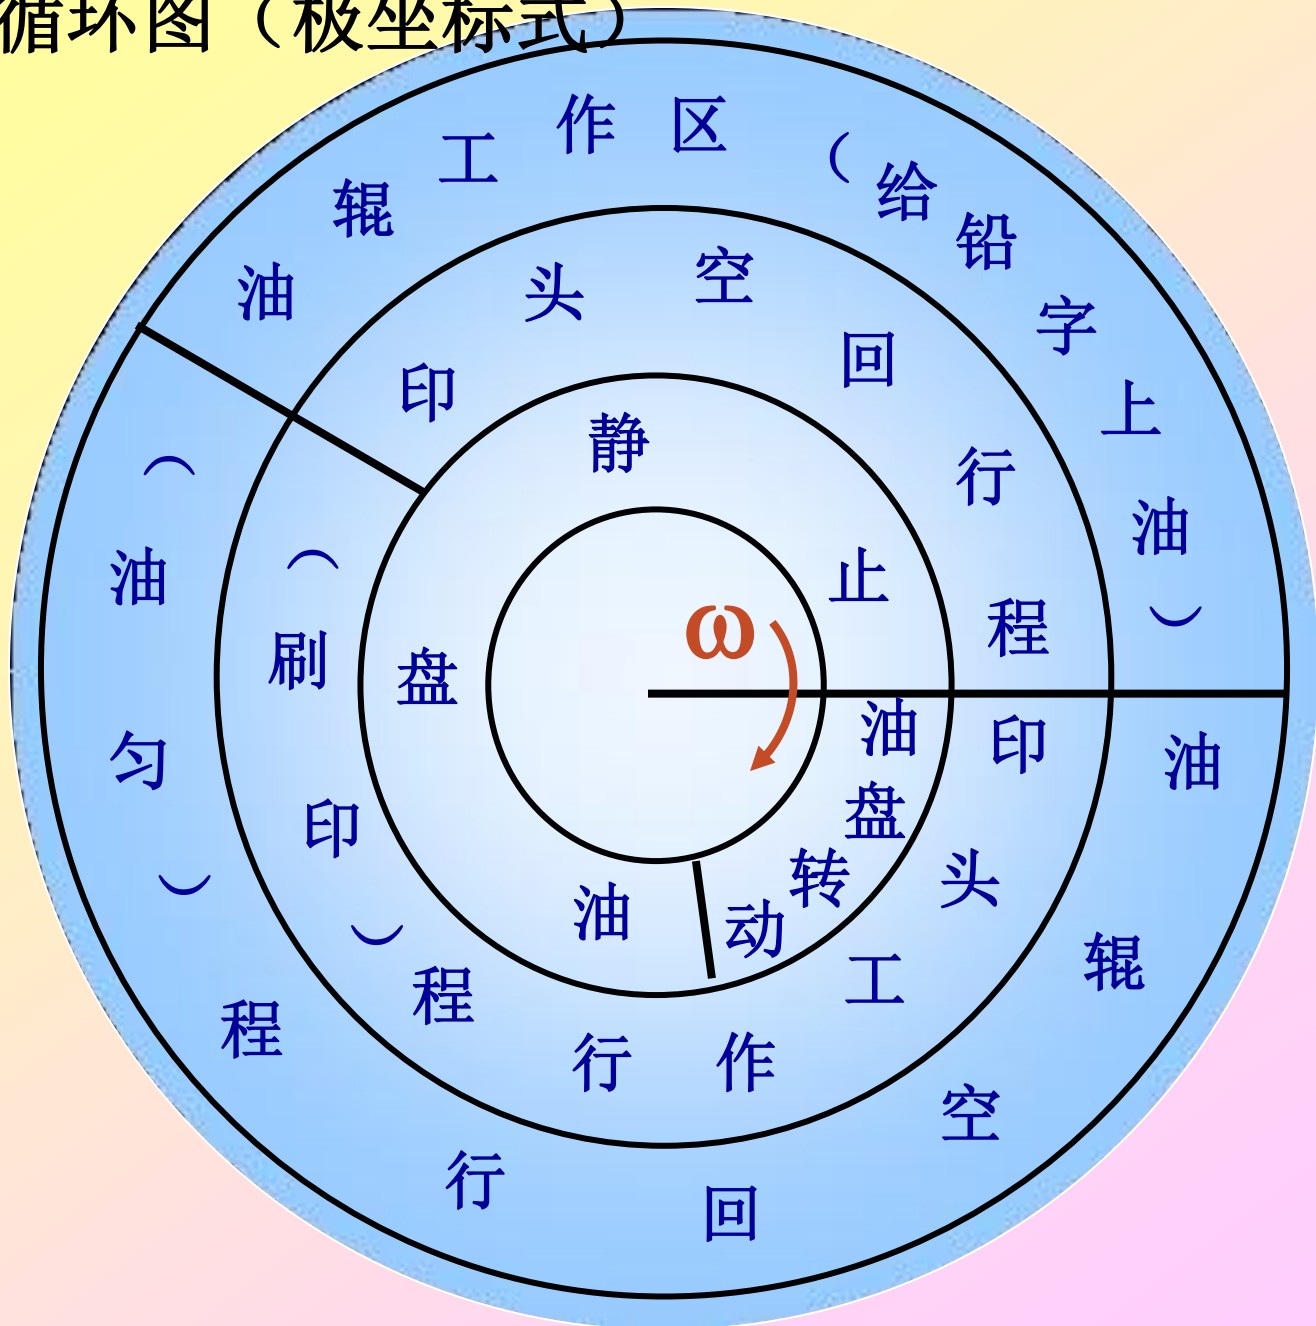 循环图（极坐标式）
油辊工作区（给铅字上油）
油辊空回行程（匀油）
印头空回行程
印头工作行程（刷印）
油盘静止
油盘转动
ω